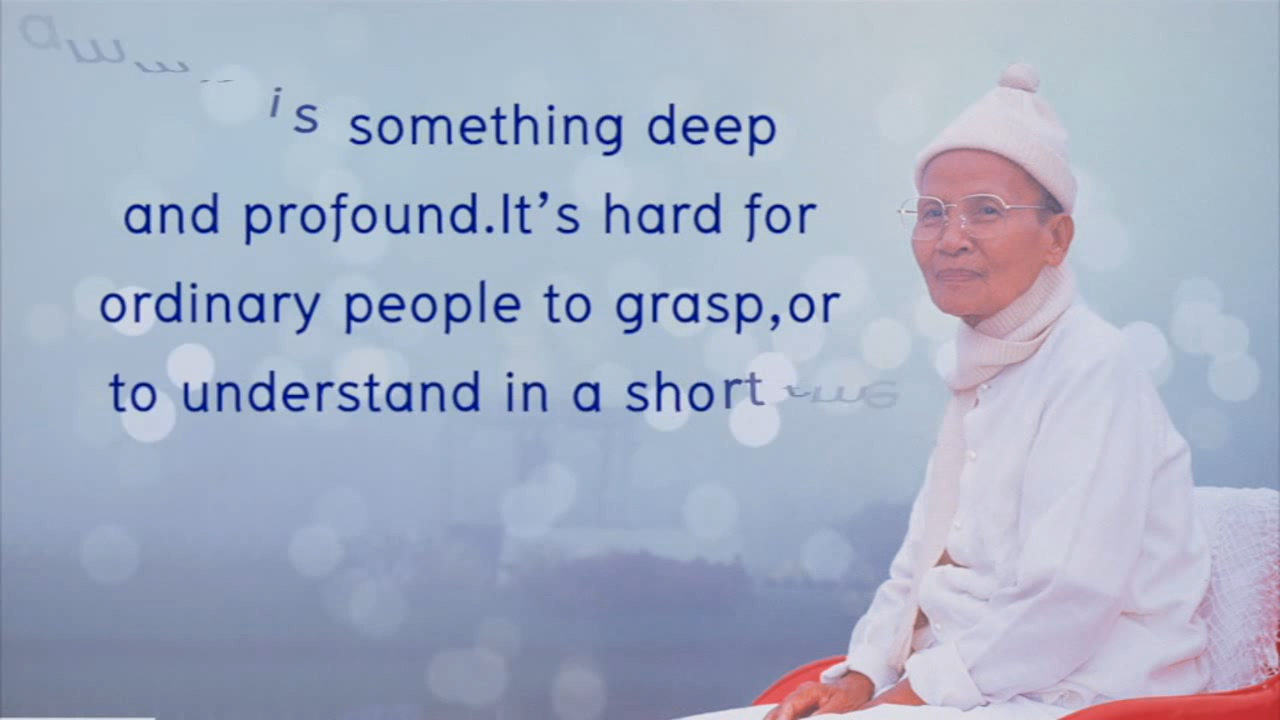 is something deep
and profound.It's hard for
ordinary people to grasp,or
to understand in a short